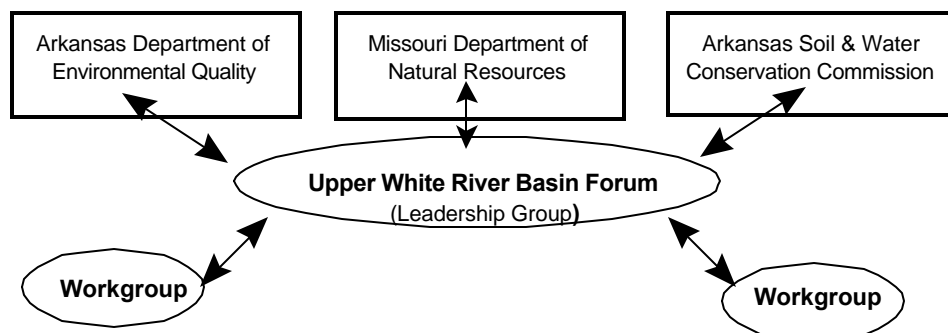 Arkansas Department of
Environmental Quality
Missouri Department of
Natural Resources
Arkansas Soil & Water
Conservation Commission
Upper White River Basin Forum
(Leadership Group)
Workgroup
Workgroup